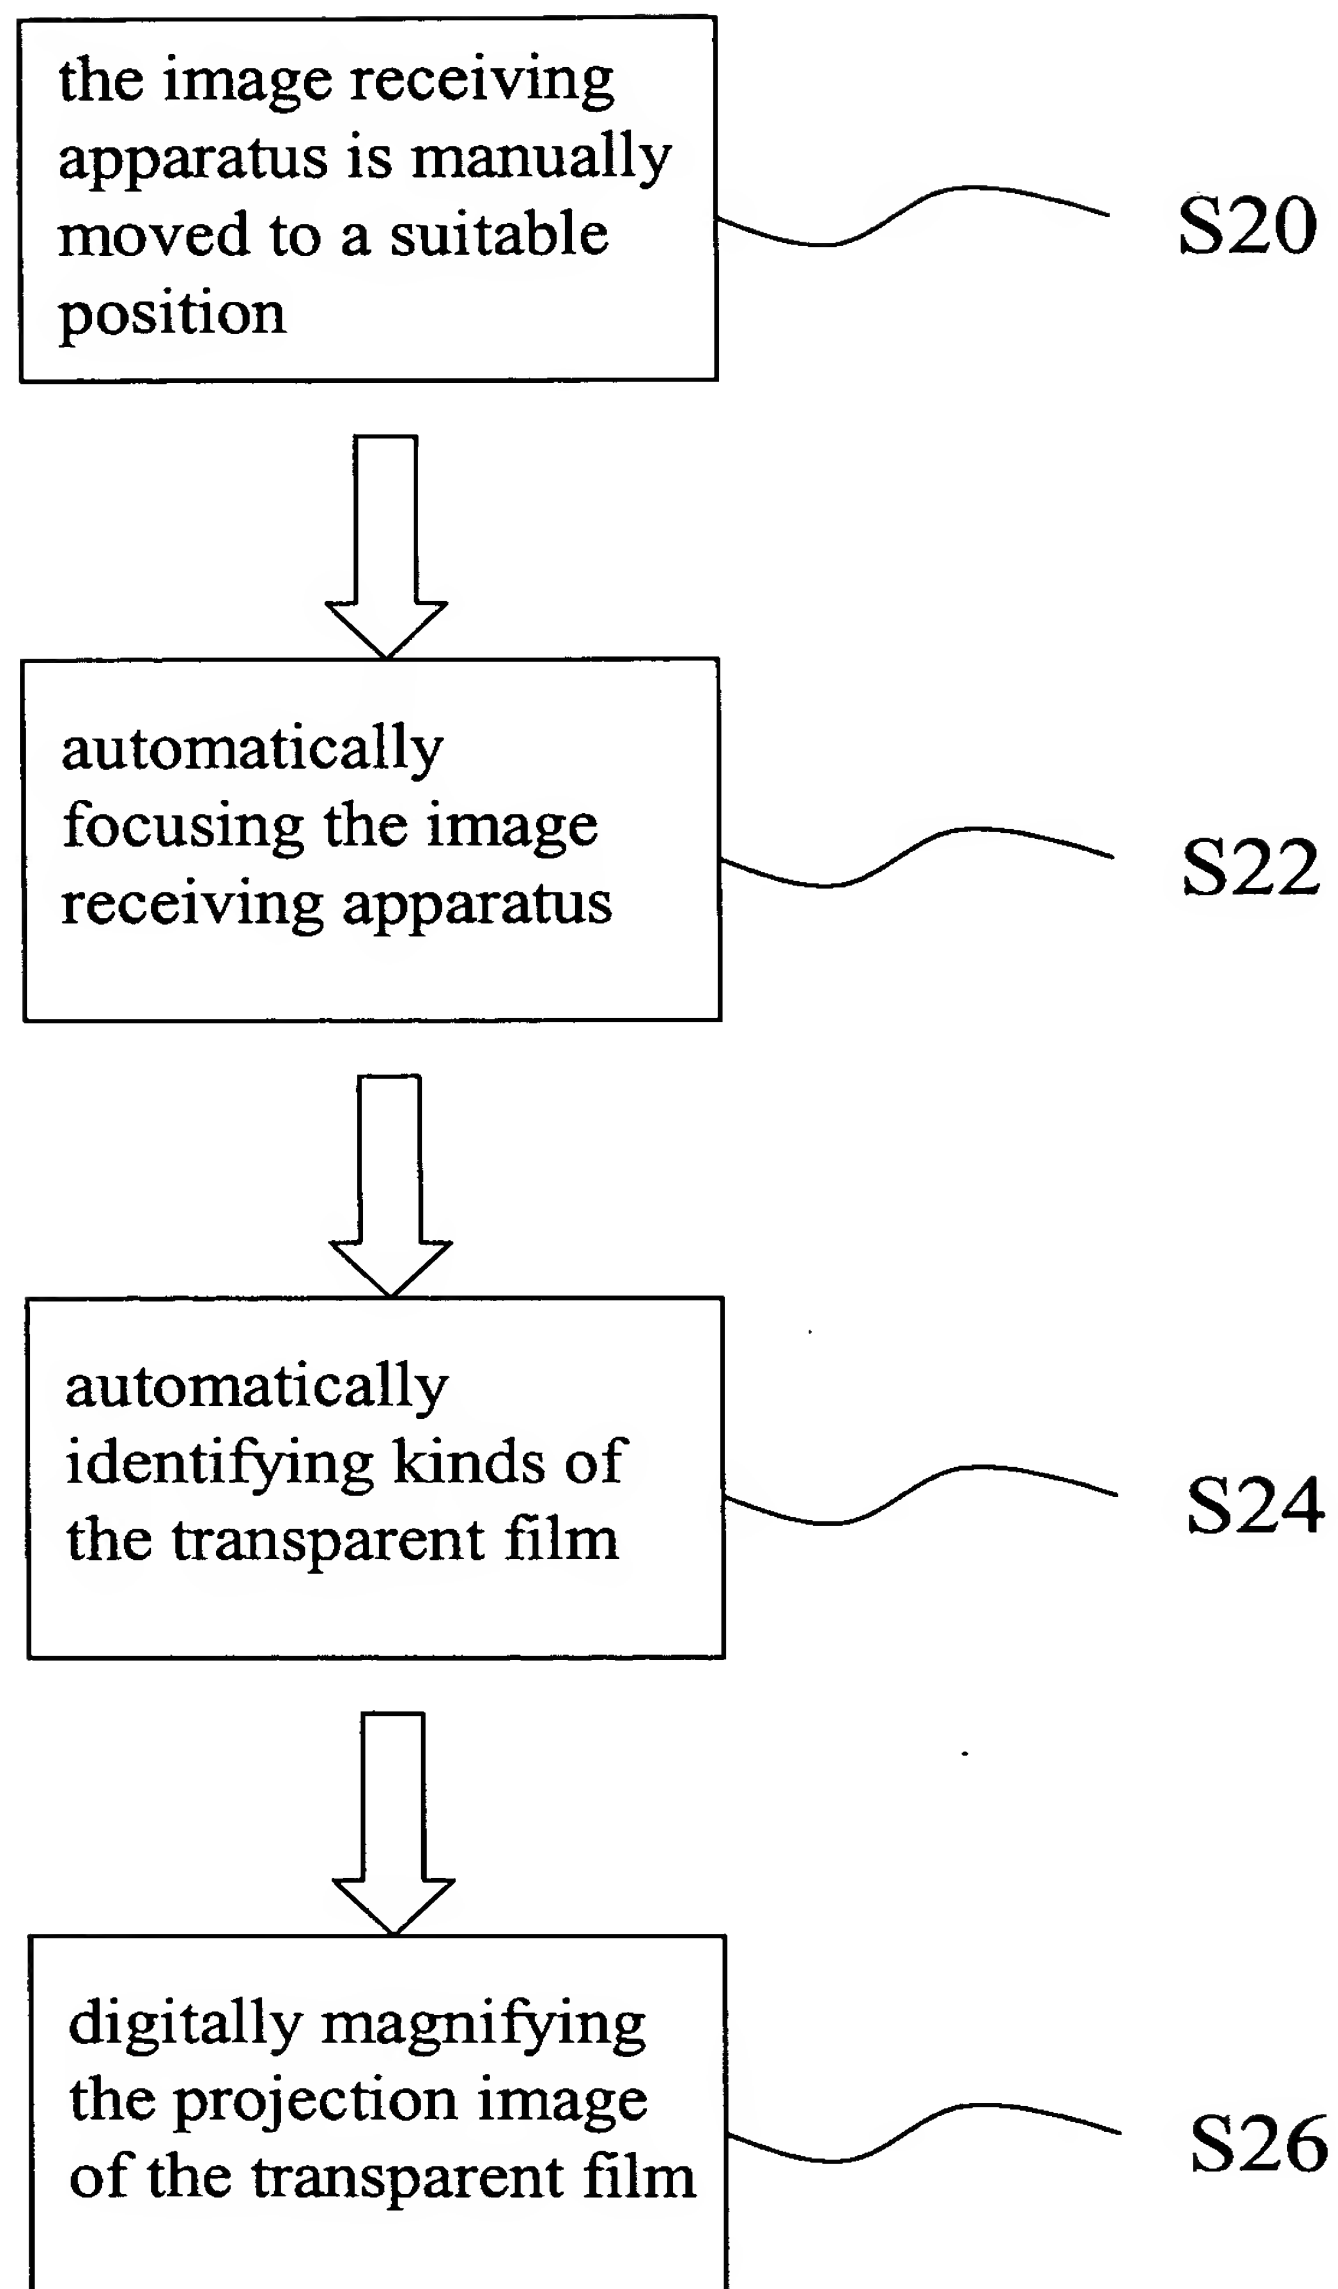 the image receiving
apparatus is manually
moved to a suitable
position
S20
automatically
focusing the image
receiving apparatus
S22
automatically
identifying kinds of
the transparent film
S24
digitally magnifying
the projection image
of the transparent film
S26